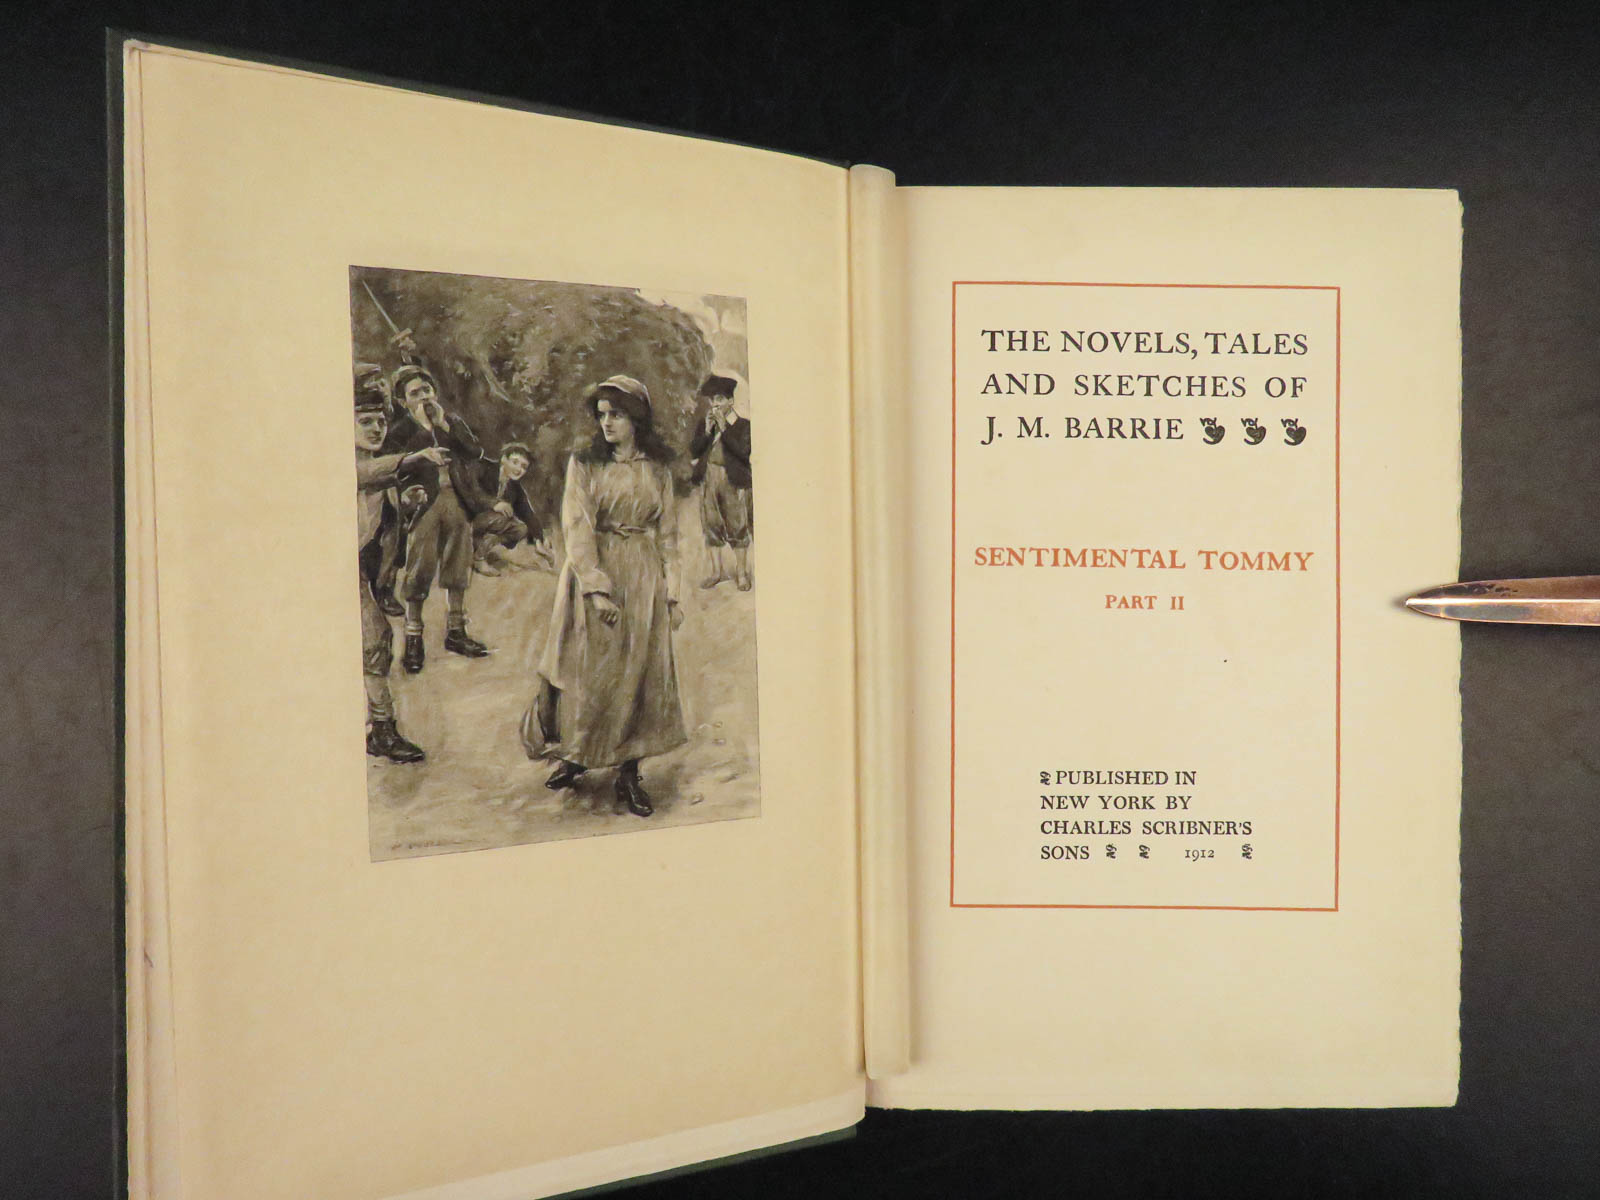 THE NOVELS, TALES
AND SKETCHES OF
J. M. BARRIE
SENTIMENTAL TOMMY
PART II
PUBLISHED IN
NEW YORK BY
CHARLES SCRIBNER'S
SONS 1912